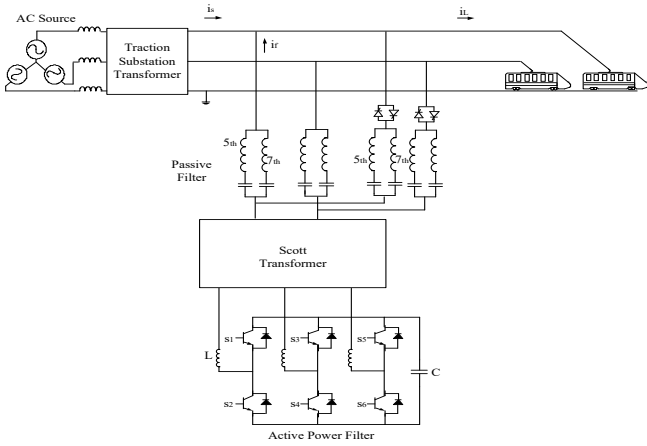 AC Source
is
iL
if
Traction
Substation
Transformer
5th
7th
5th
7th
Passive
Filter
Scott
Transformer
S1
S3
S5
L
C
S2
S4
S6
Active Power Filter